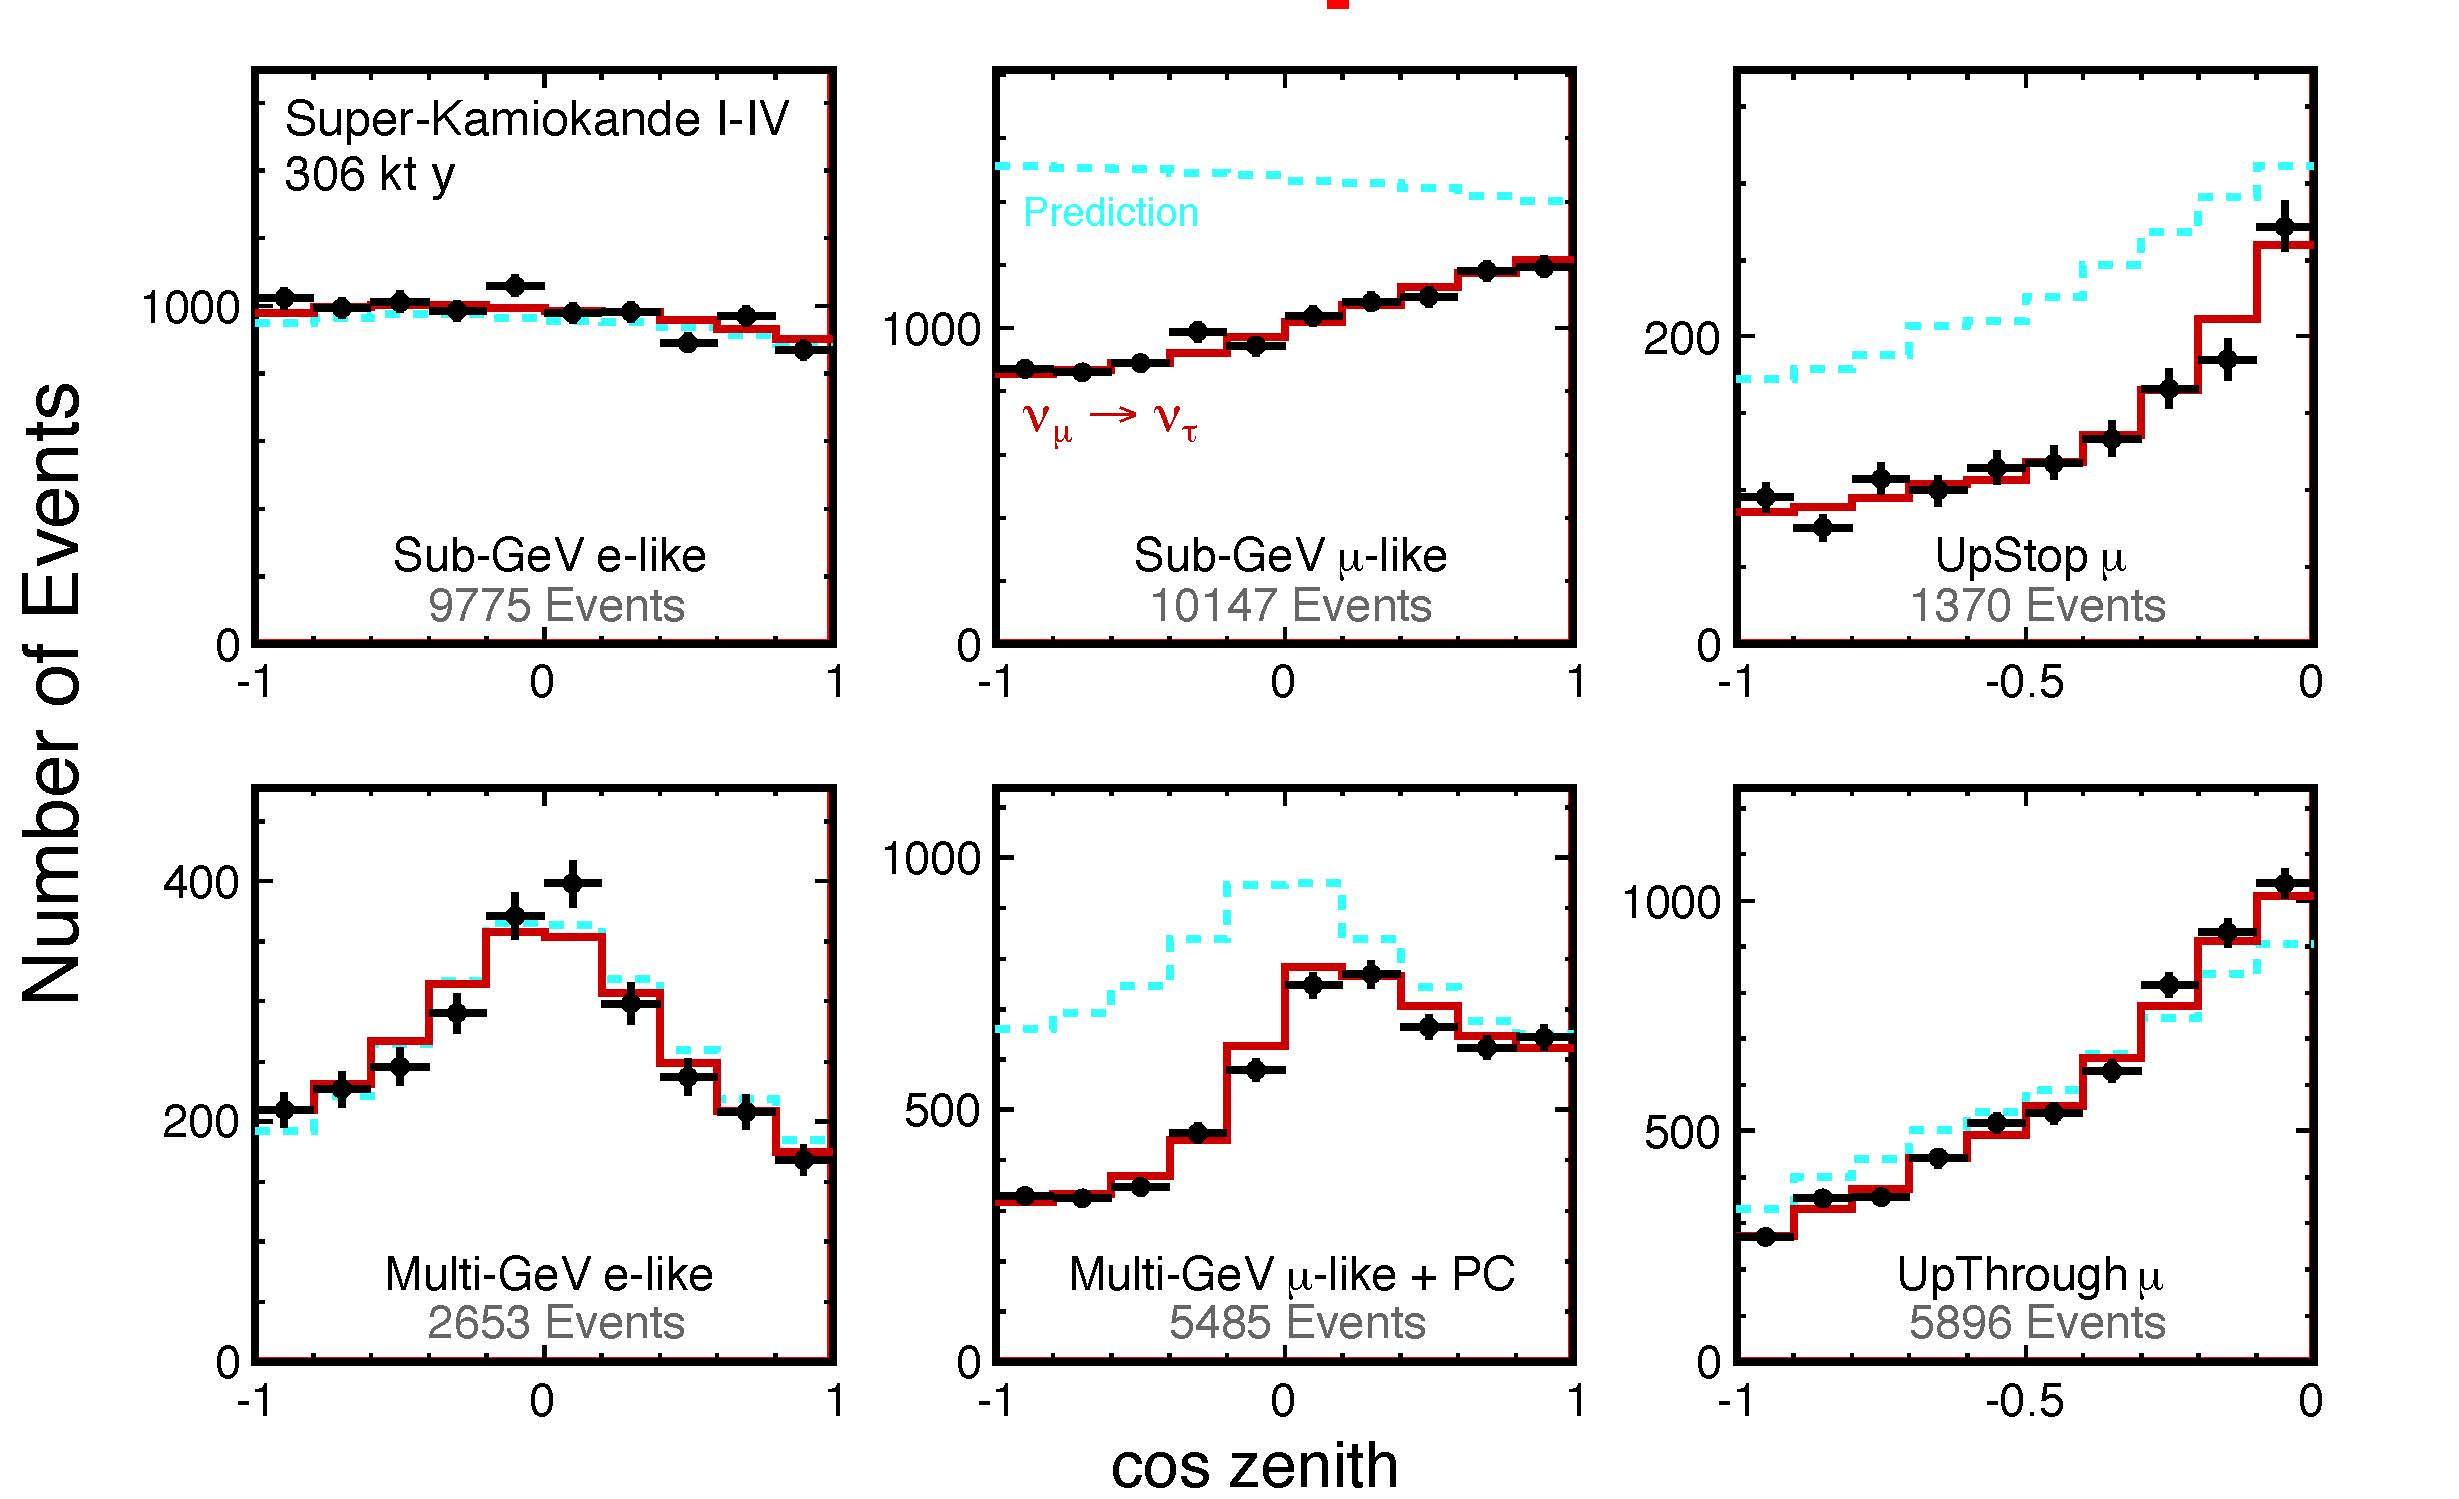 Number of Events
Super-Kamiokande I-IV
306 kt y
1000
0
-1
0
1
Sub-GeV e-like
9775 Events
Prediction
1000
0
-1
0
1
νμ → ντ
Sub-GeV μ-like
10147 Events
200
0
-1
-0.5
0
UpStop μ
1370 Events
400
200
0
-1
0
1
Multi-GeV e-like
2653 Events
1000
500
0
-1
0
1
Multi-GeV μ-like + PC
5485 Events
1000
500
0
-1
-0.5
0
UpThrough μ
5896 Events
cos zenith